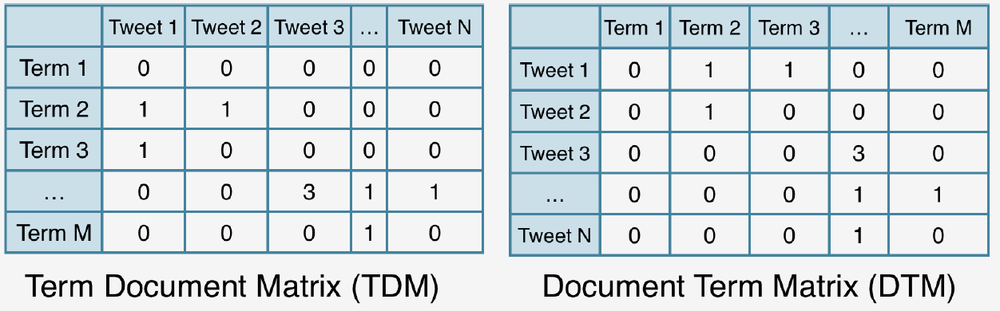 Tweet 1 Tweet 2 Tweet 3 ... Tweet N
Term 1 0 0 0 0 0
Term 2 1 1 0 0 0
Term 3 1 0 0 0 0
... 0 0 3 1 1
Term M 0 0 0 1 0
Term Document Matrix (TDM)
Term 1 Term 2 Term 3 ... Term M
Tweet 1 0 1 1 0 0
Tweet 2 0 1 0 0 0
Tweet 3 0 0 0 3 0
... 0 0 0 1 1
Tweet N 0 0 0 1 0
Document Term Matrix (DTM)